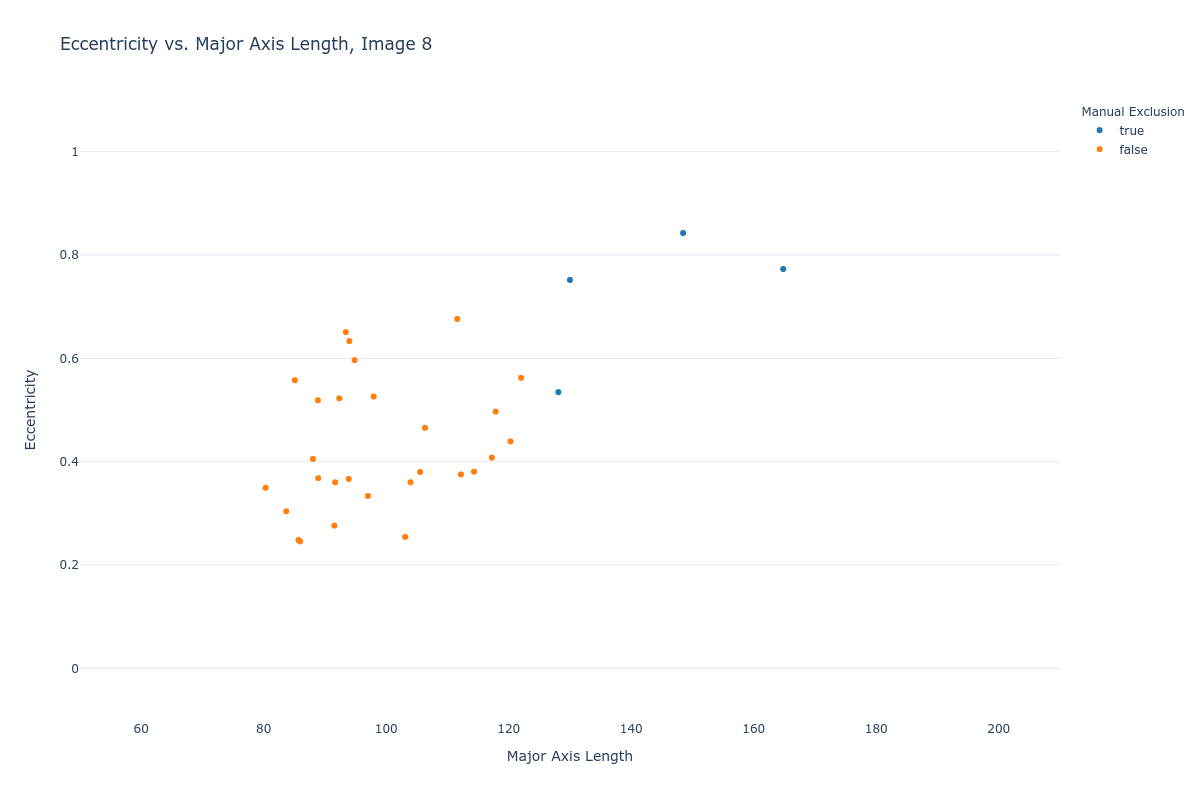 Eccentricity vs. Major Axis Length, Image 8
Manual Exclusion
true
false
1
0.8
0.6
0.4
0.2
0
Eccentricity
60
80
100
120
140
160
180
200
Major Axis Length